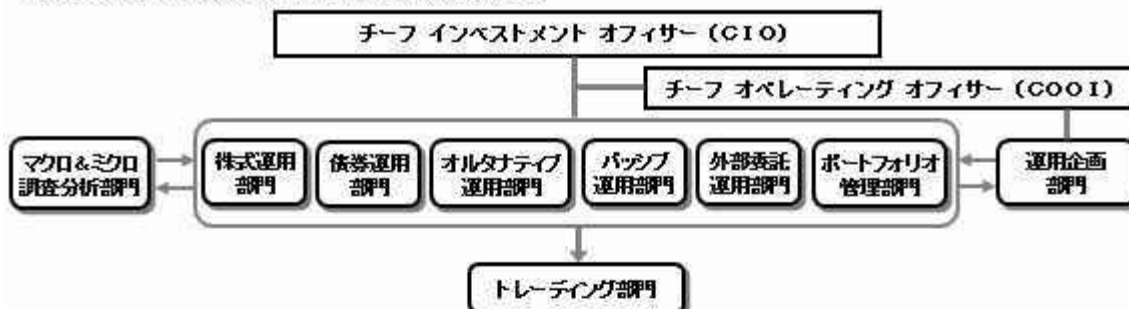 チーフ インベストメント オフィサー (CIO)
チーフ オペレーティング オフィサー (COOI)
マクロ&ミクロ
調査分析部門
株式運用
部門
債券運用
部門
オルタナティブ
運用部門
パッシブ
運用部門
外部委託
運用部門
ポートフォリオ
管理部門
運用企画
部門
トレーディング部門